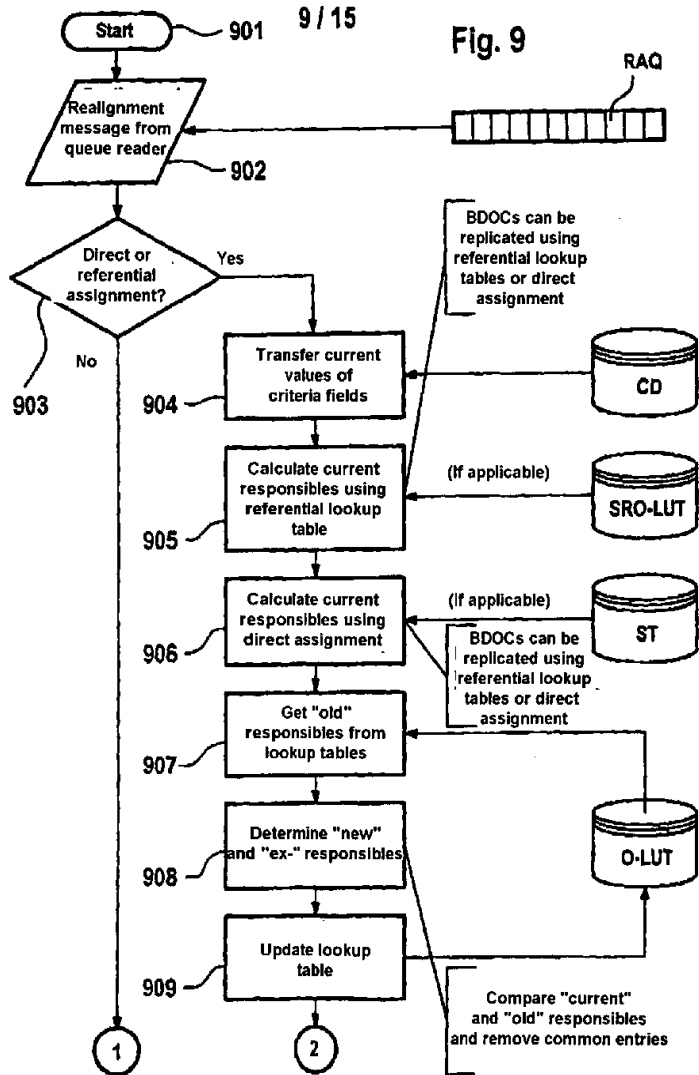 9 / 15
Fig. 9
Start
901
RAQ
Realignment
message from
queue reader
902
BDOCs can be
replicated using
referential lookup
tables or direct
assignment
Direct or
referential
assignment?
Yes
No
903
Transfer current
values of
criteria fields
904
CD
Calculate current
responsibles using
referential lookup
table
905
(If applicable)
SRO-LUT
Calculate current
responsibles using
direct assignment
906
(If applicable)
ST
BDOCs can be
replicated using
referential lookup
tables or direct
assignment
Get "old"
responsibles from
lookup tables
907
Determine "new"
and "ex-" responsibles
908
O-LUT
Update lookup
table
909
Compare "current"
and "old" responsibles
and remove common entries
1
2